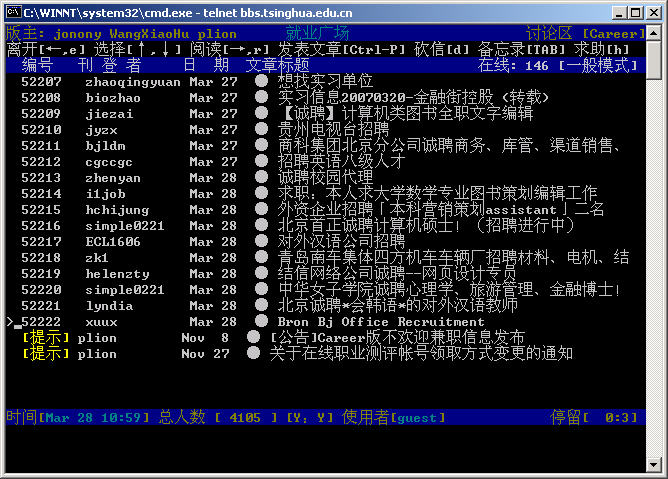 C:\WINNT\system32\cmd.exe - telnet bbs.tsinghua.edu.cn
版主: jonony WangXiaoHu plion 就业广场 讨论区 [Career]
离开[←,e] 选择[↑,↓] 阅读[→,r] 发表文章[Ctrl-P] 砍信[d] 备忘录[TAB] 求助[h]
编号 刊 登 者 日 期 文章标题 在线: 146 [一般模式]
52207 zhaoqingyuan Mar 27 ● 想找实习单位
52208 biozhao Mar 27 ● 实习信息20070320-金融街控股 (转载)
52209 jiezai Mar 27 ● 【诚聘】计算机类图书全职文字编辑
52210 jyzx Mar 27 ● 贵州电视台招聘
52211 bjldm Mar 27 ● 商科集团北京分公司诚聘商务、库管、渠道销售、
52212 cgccgc Mar 27 ● 招聘英语八级人才
52213 zhenyan Mar 28 ● 诚聘校园代理
52214 i1job Mar 28 ● 求职: 本人求大学数学专业图书策划编辑工作
52215 hchijung Mar 28 ● 外资企业招聘「本科营销策划assistant」二名
52216 simple0221 Mar 28 ● 北京首正诚聘计算机硕士! (招聘进行中)
52217 ECL1606 Mar 28 ● 对外汉语公司招聘
52218 zk1 Mar 28 ● 青岛南车集体四方机车车辆厂招聘材料、电机、结
52219 helenzty Mar 28 ● 结信网络公司诚聘--网页设计专员
52220 simple0221 Mar 28 ● 中华女子学院诚聘心理学、旅游管理、金融博士!
52221 lyndia Mar 28 ● 北京诚聘*会韩语*的对外汉语教师
>52222 xuux Mar 28 ● Bron Bj Office Recruitment
[提示] plion Nov 8 ● [公告]Career版不欢迎兼职信息发布
[提示] plion Nov 27 ● 关于在线职业测评帐号领取方式变更的通知
时间[Mar 28 10:59] 总人数 [ 4105 ] [Y; Y] 使用者[guest] 停留[ 0:3]